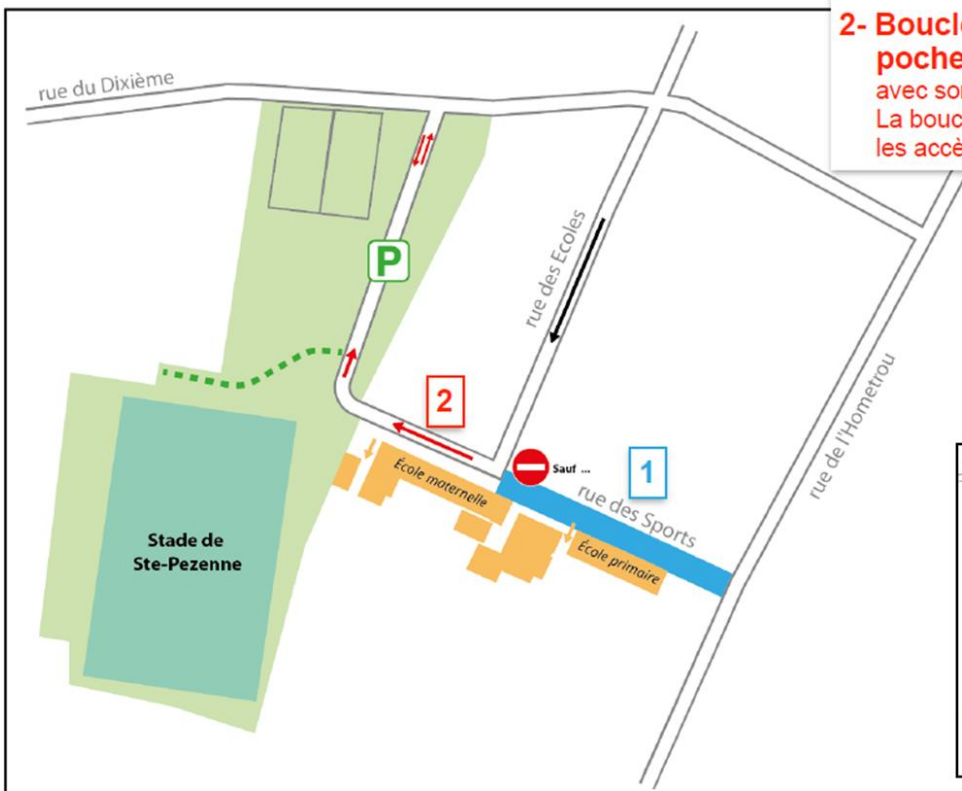 2- Boucle
poche
avec so
La bouc
les accè
rue du Dixième
P
rue des Ecoles
2
Sauf ...
1
rue des Sports
rue de l'Hometrou
École maternelle
École primaire
Stade de
Ste-Pezenne